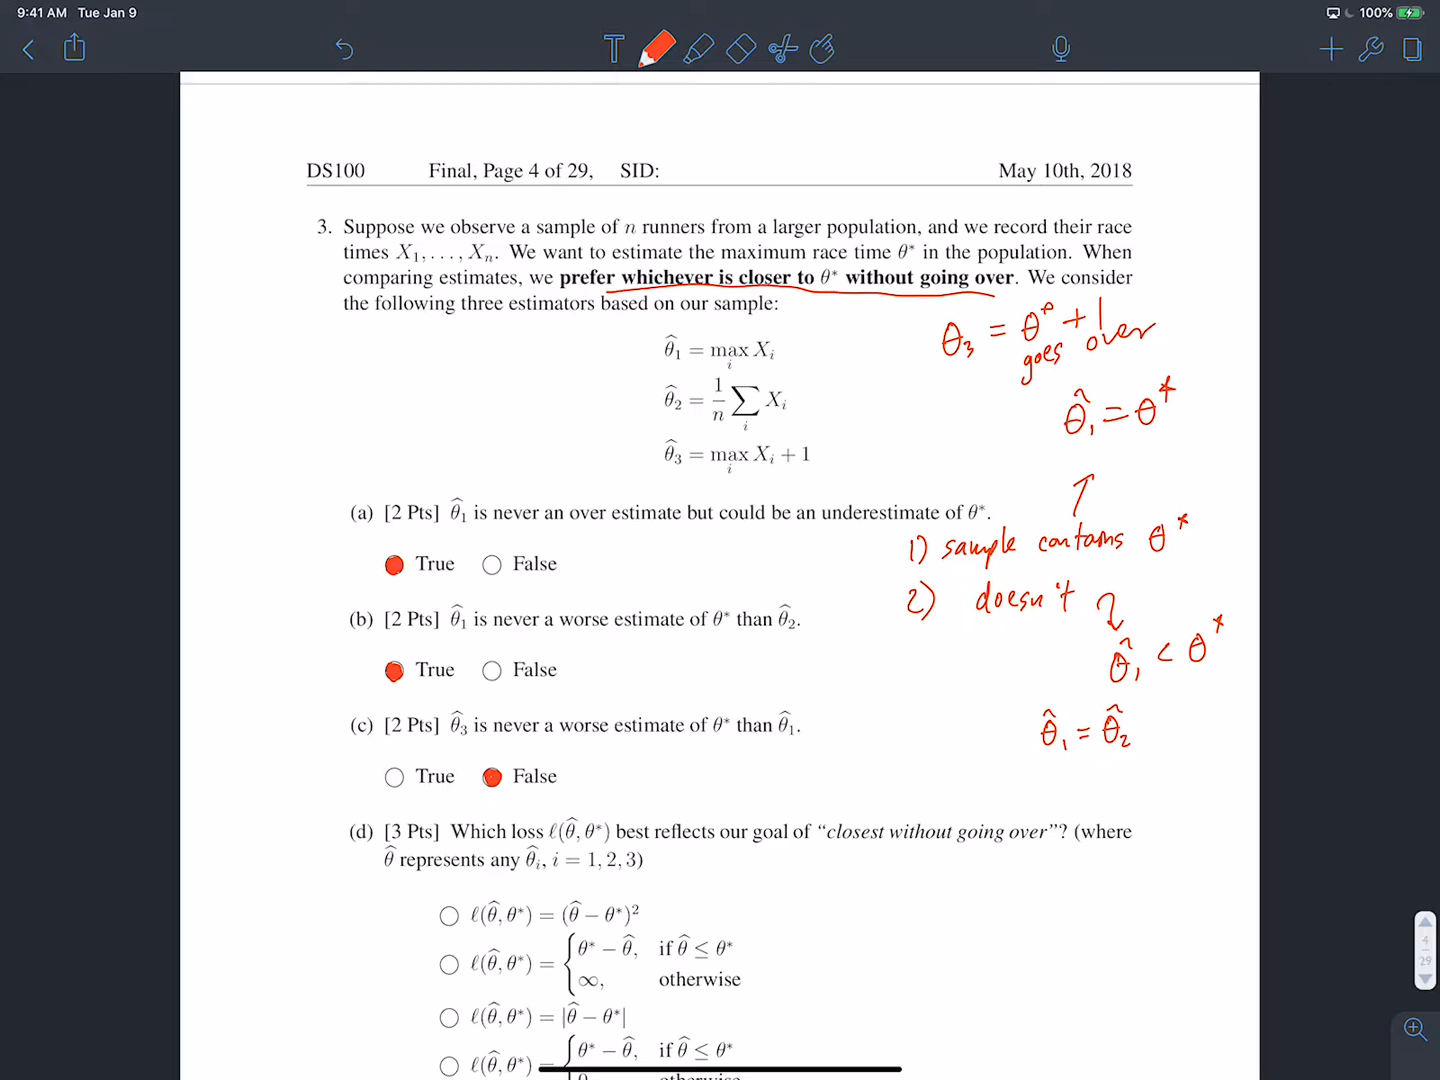 9:41 AM Tue Jan 9
100%
DS100 Final, Page 4 of 29, SID: May 10th, 2018
3. Suppose we observe a sample of n runners from a larger population, and we record their race
times X₁, . . . , Xₙ. We want to estimate the maximum race time θ* in the population. When
comparing estimates, we prefer whichever is closer to θ* without going over. We consider
the following three estimators based on our sample:
θ₃ = θ* + 1
goes over
θ̂₁ = max_i X_i
θ̂₂ = 1/n ∑_i X_i
θ̂₁ = θ*
θ̂₃ = max_i X_i + 1
(a) [2 Pts] θ̂₁ is never an over estimate but could be an underestimate of θ*.
1) sample contains θ*
True False
2) doesn't
(b) [2 Pts] θ̂₁ is never a worse estimate of θ* than θ̂₂.
θ̂₁ < θ*
True False
(c) [2 Pts] θ̂₃ is never a worse estimate of θ* than θ̂₁.
θ̂₁ = θ̂₂
True False
(d) [3 Pts] Which loss ℓ(θ̂, θ*) best reflects our goal of “closest without going over”? (where
θ̂ represents any θ̂ᵢ, i = 1, 2, 3)
ℓ(θ̂, θ*) = (θ̂ − θ*)²
ℓ(θ̂, θ*) = { θ* − θ̂, if θ̂ ≤ θ*
∞, otherwise
ℓ(θ̂, θ*) = |θ̂ − θ*|
ℓ(θ̂, θ*) = { θ* − θ̂, if θ̂ ≤ θ*
4
29